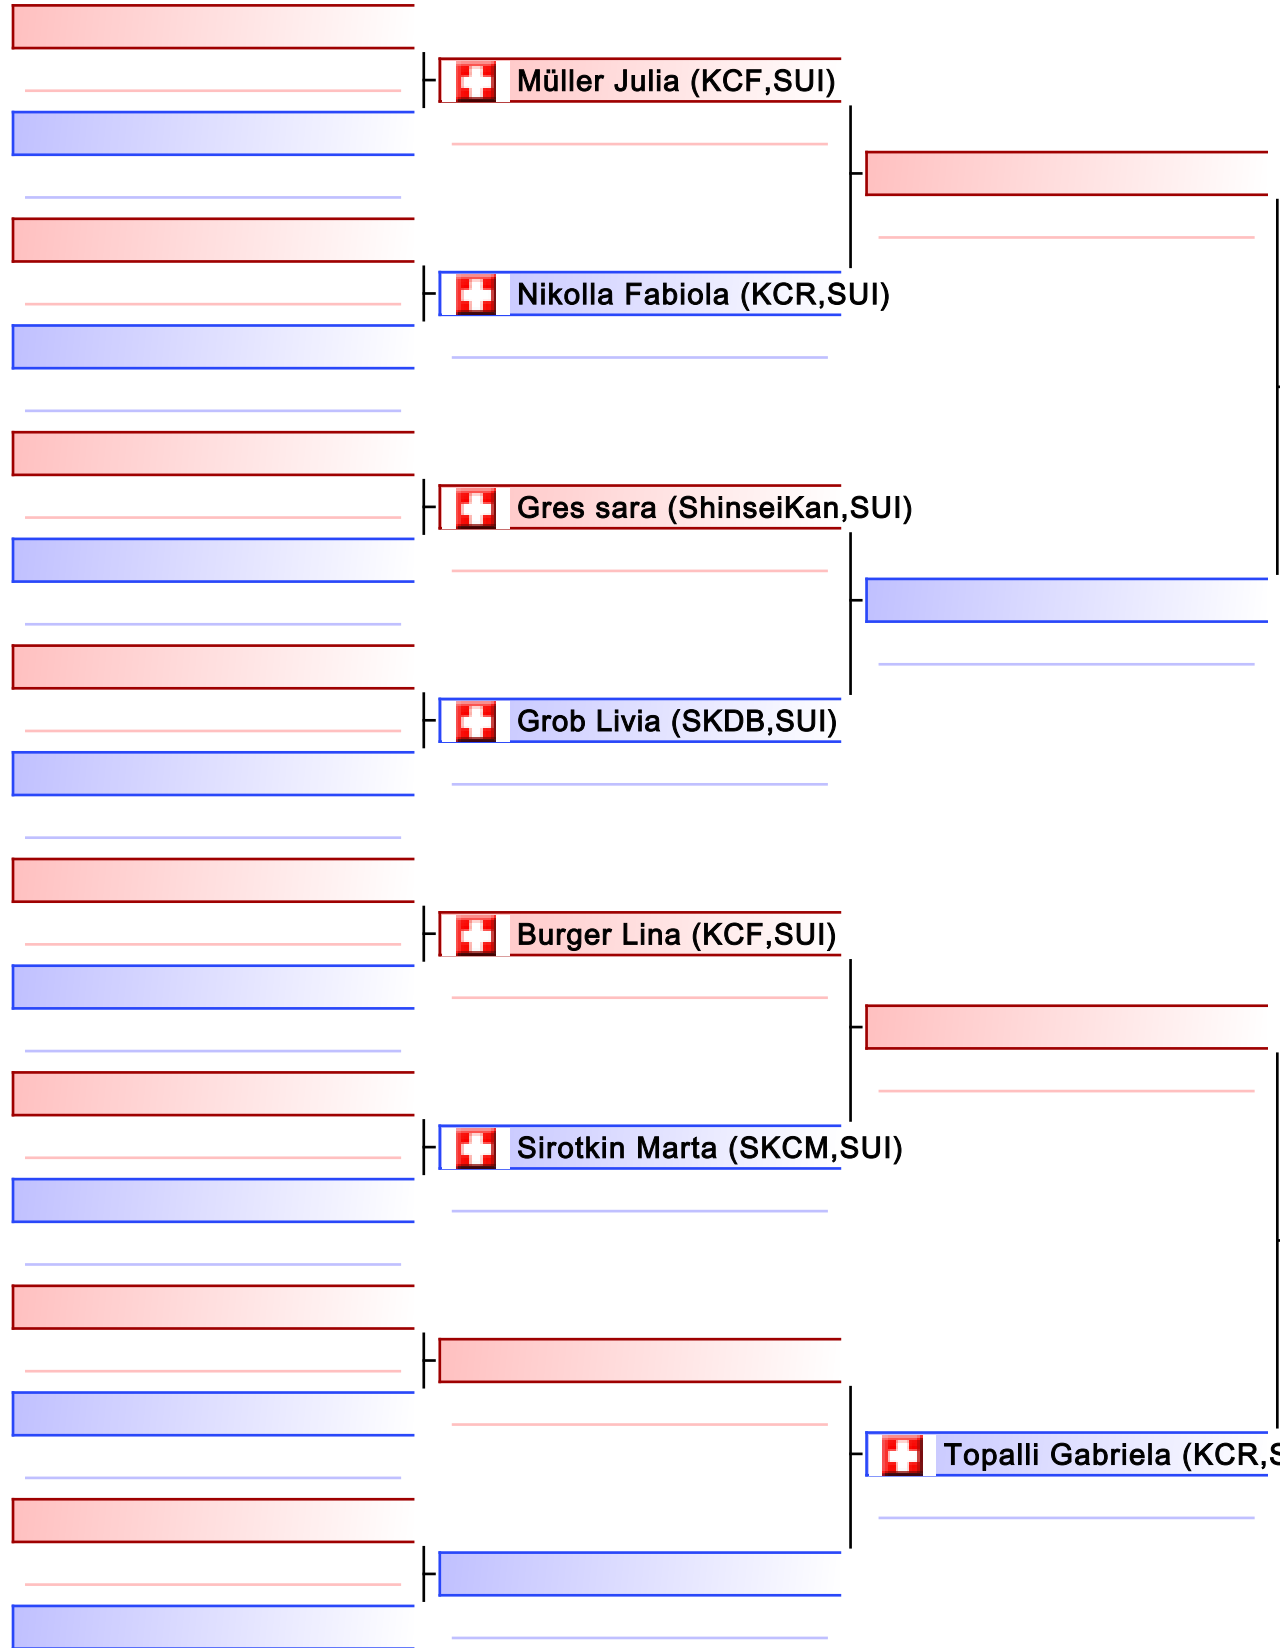 Müller Julia (KCF,SUI)
Nikolla Fabiola (KCR,SUI)
Gres sara (ShinseiKan,SUI)
Grob Livia (SKDB,SUI)
Burger Lina (KCF,SUI)
Sirotkin Marta (SKCM,SUI)
Topalli Gabriela (KCR,